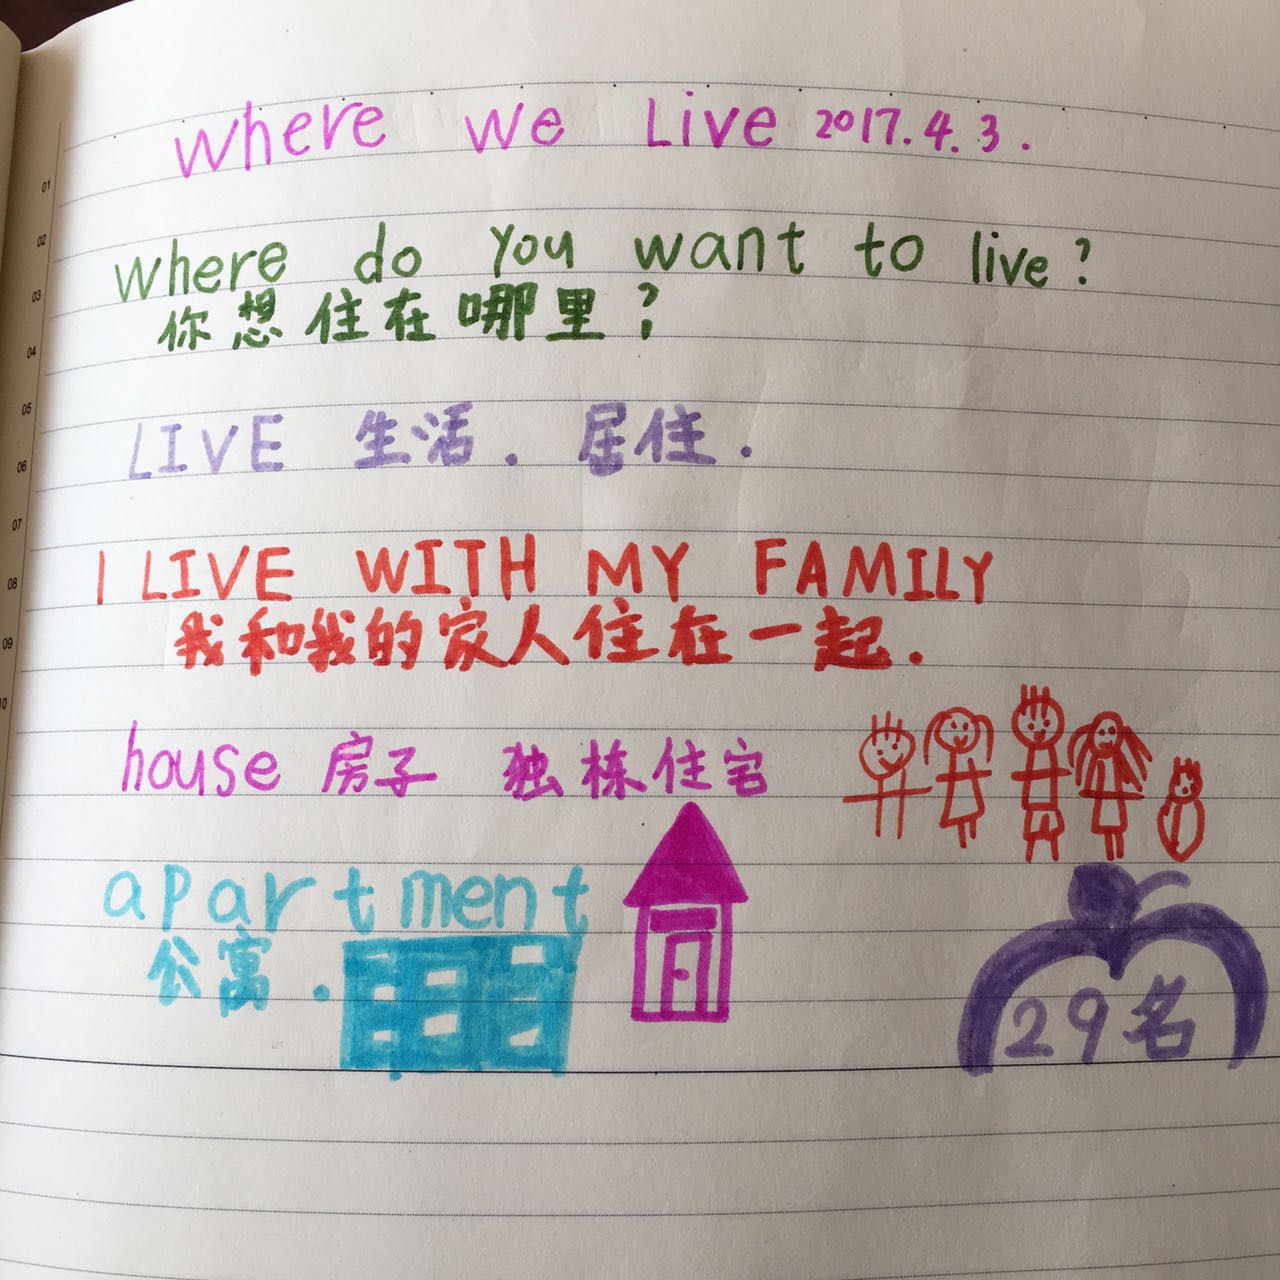 where we Live 2017.4.3.
where do you want to live?
你想住在哪里?
LIVE 生活. 居住.
I LIVE WITH MY FAMILY
我和我的家人住在一起.
house 房子 独栋住宅
apartment
公寓.
29名
01
02
03
04
05
06
07
08
09
10